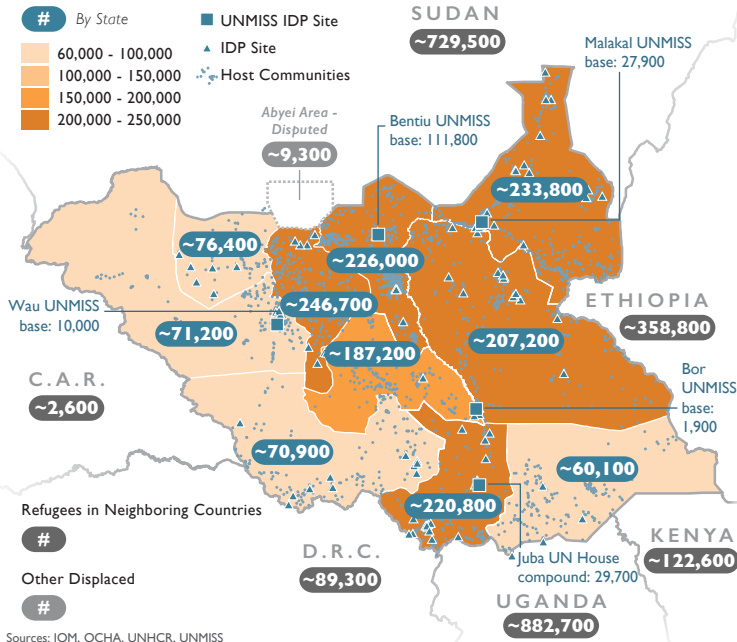 # By State
60,000 - 100,000
100,000 - 150,000
150,000 - 200,000
200,000 - 250,000
UNMISS IDP Site
IDP Site
Host Communities
SUDAN
~729,500
Malakal UNMISS
base: 27,900
Abyei Area -
Disputed
~9,300
Bentiu UNMISS
base: 111,800
~233,800
~76,400
~226,000
~246,700
Wau UNMISS
base: 10,000
~71,200
~187,200
~207,200
ETHIOPIA
~358,800
C.A.R.
~2,600
Bor
UNMISS
base:
1,900
~70,900
~60,100
~220,800
Refugees in Neighboring Countries
#
Other Displaced
#
D.R.C.
~89,300
Juba UN House
compound: 29,700
KENYA
~122,600
UGANDA
~882,700
Sources: IOM, OCHA, UNHCR, UNMISS